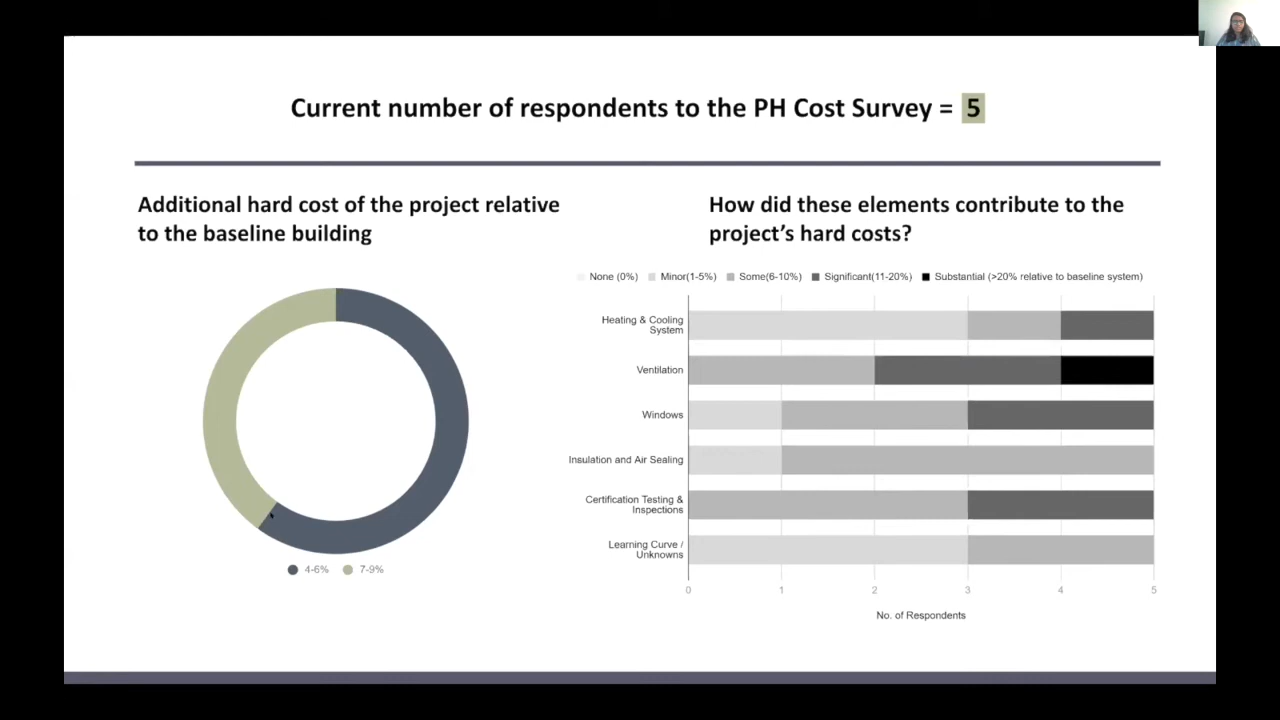 Current number of respondents to the PH Cost Survey = 5
Additional hard cost of the project relative
to the baseline building
4-6% 7-9%
How did these elements contribute to the
project’s hard costs?
None (0%) Minor(1-5%) Some(6-10%) Significant(11-20%) Substantial (>20% relative to baseline system)
Heating & Cooling
System
Ventilation
Windows
Insulation and Air Sealing
Certification Testing &
Inspections
Learning Curve /
Unknowns
0 1 2 3 4 5
No. of Respondents